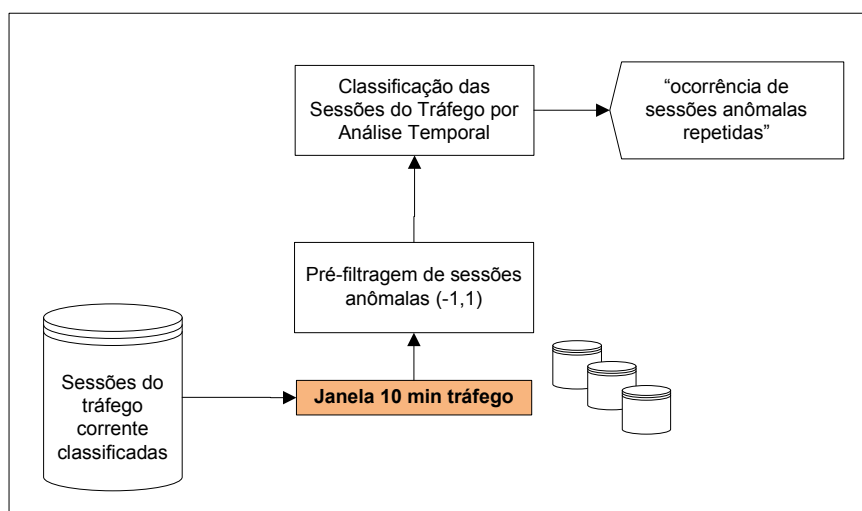 Classificação das
Sessões do Tráfego por
Análise Temporal
“ocorrência de
sessões anômalas
repetidas”
Pré-filtragem de sessões
anômalas (-1,1)
Sessões do
tráfego
corrente
classificadas
Janela 10 min tráfego